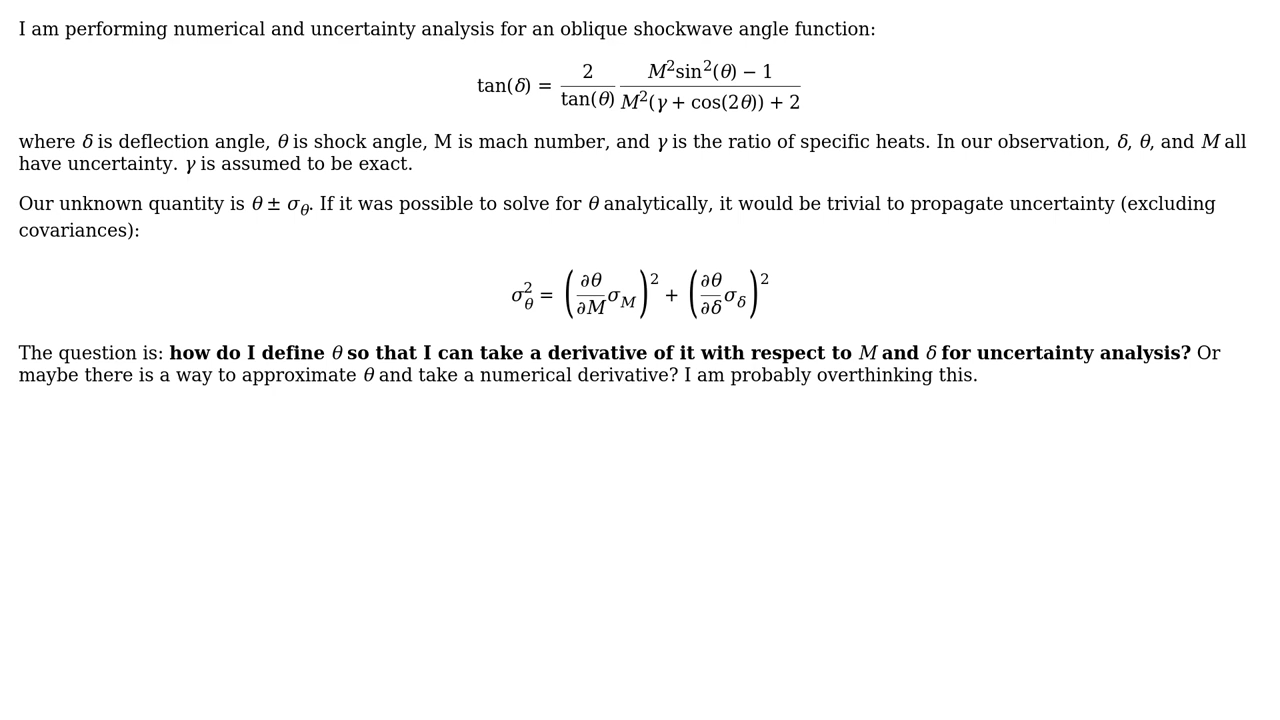 I am performing numerical and uncertainty analysis for an oblique shockwave angle function:
tan(δ) = 2/tan(θ) (M²sin²(θ) − 1)/(M²(γ + cos(2θ)) + 2)
where δ is deflection angle, θ is shock angle, M is mach number, and γ is the ratio of specific heats. In our observation, δ, θ, and M all
have uncertainty. γ is assumed to be exact.
Our unknown quantity is θ ± σ_θ. If it was possible to solve for θ analytically, it would be trivial to propagate uncertainty (excluding
covariances):
σ_θ² = (∂θ/∂M σ_M)² + (∂θ/∂δ σ_δ)²
The question is: how do I define θ so that I can take a derivative of it with respect to M and δ for uncertainty analysis? Or
maybe there is a way to approximate θ and take a numerical derivative? I am probably overthinking this.